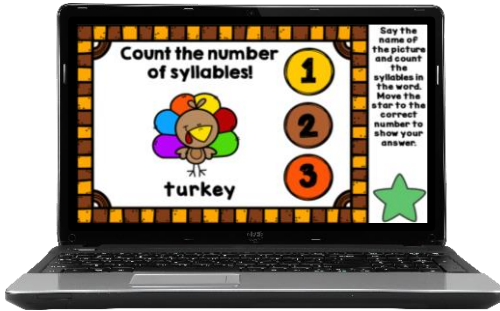 Count the number
of syllables!
1
2
3
turkey
Say the
name of
the picture
and count
the
syllables in
the word.
Move the
star to the
correct
number to
show your
answer.